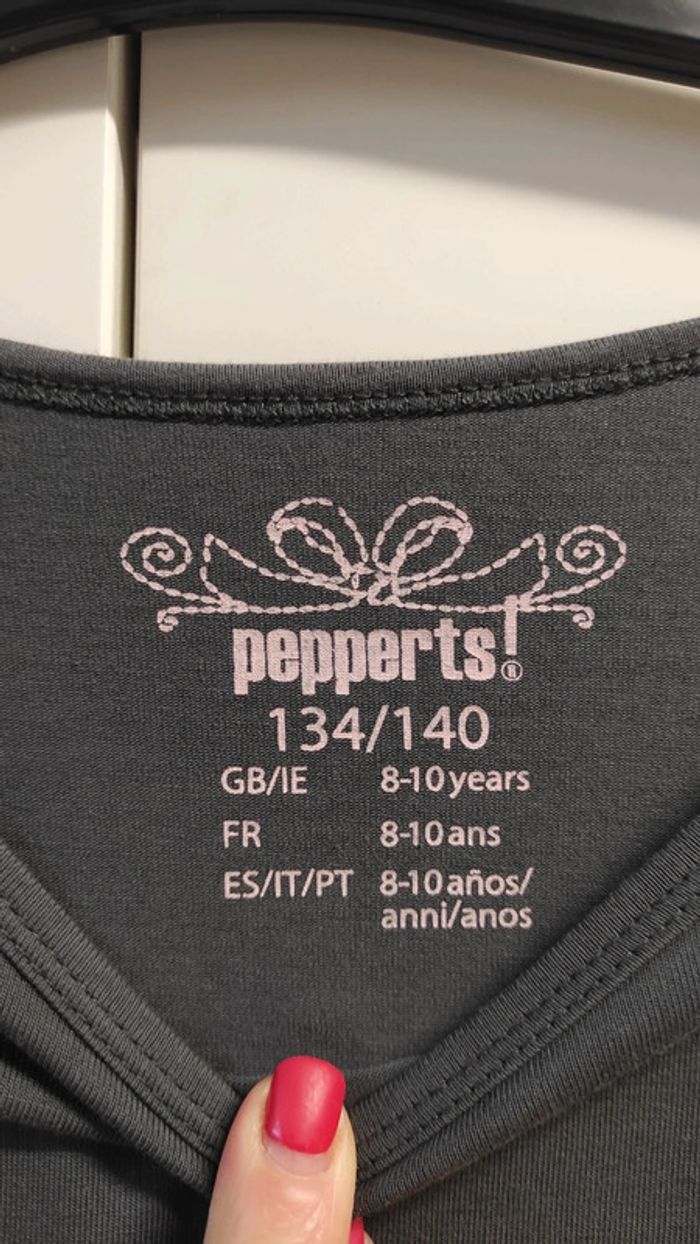 pepperts!®
134/140
GB/IE 8-10 years
FR 8-10 ans
ES/IT/PT 8-10 años/
anni/anos